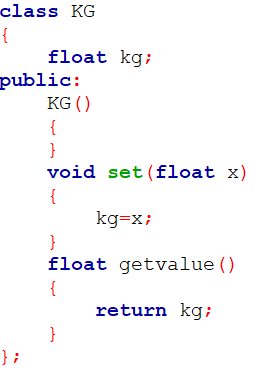 class KG
{
    float kg;
public:
    KG()
    {
    }
    void set(float x)
    {
        kg=x;
    }
    float getvalue()
    {
        return kg;
    }
};